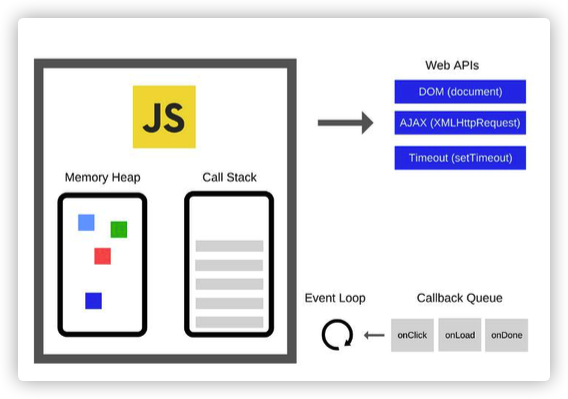 JS
Memory Heap
Call Stack
Web APIs
DOM (document)
AJAX (XMLHttpRequest)
Timeout (setTimeout)
Event Loop
Callback Queue
onClick
onLoad
onDone